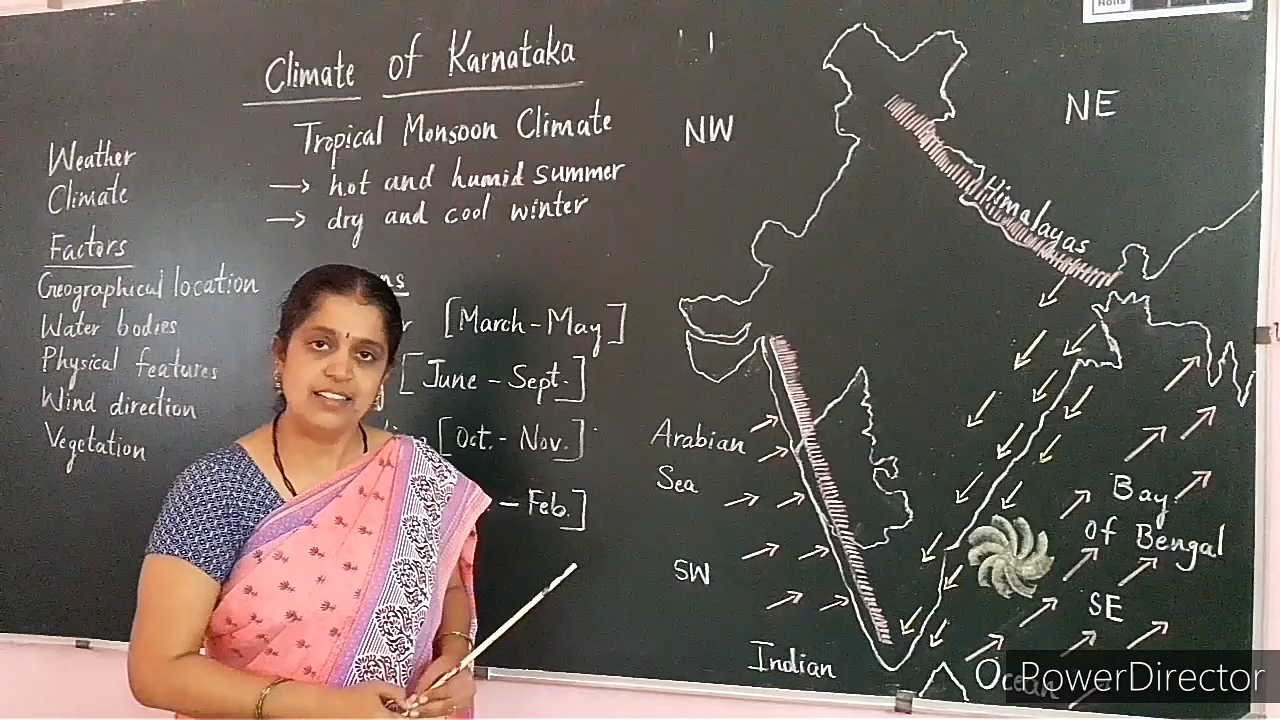 Climate of Karnataka
Tropical Monsoon Climate
→ hot and humid summer
→ dry and cool winter
Weather
Climate
Factors
Geographical location
Water bodies
Physical features
Wind direction
Vegetation
[March - May]
[June - Sept.]
[Oct. - Nov.]
- Feb.]
NW
NE
Himalayas
Arabian
Sea
SW
Bay
of Bengal
SE
Indian
Ocean
PowerDirector